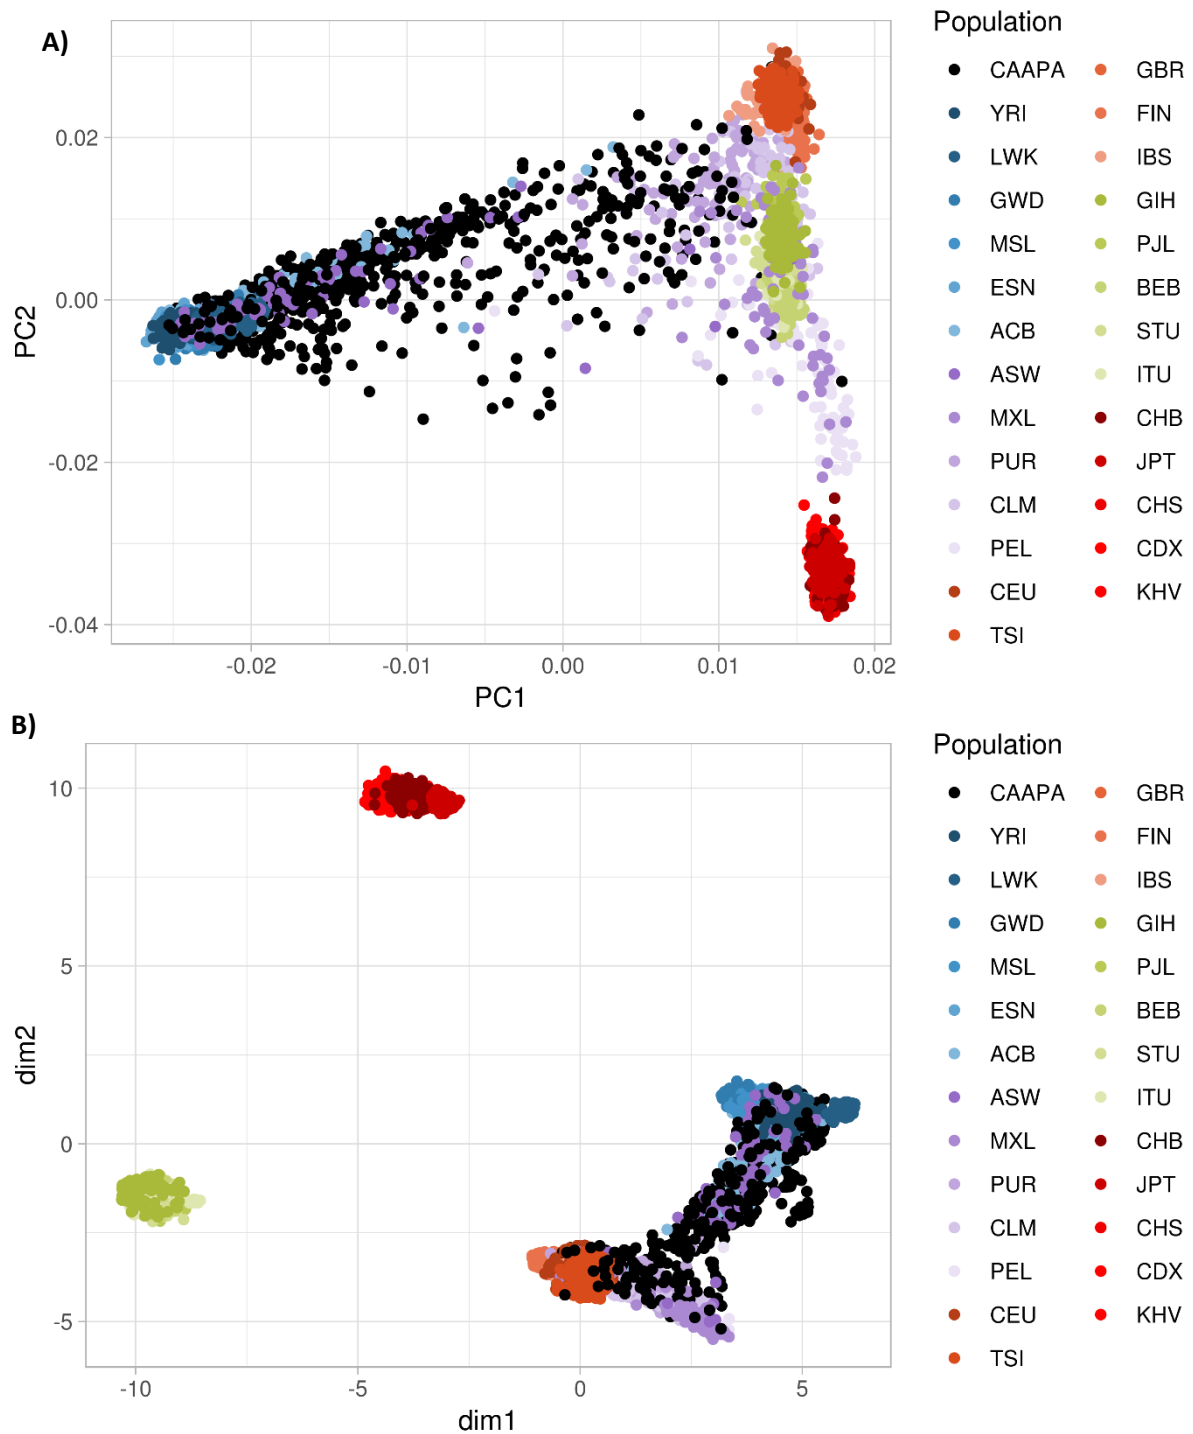 A)
Population
CAAPA GBR
YRI FIN
LWK IBS
GWD GIH
MSL PJL
ESN BEB
ACB STU
ASW ITU
MXL CHB
PUR JPT
CLM CHS
PEL CDX
CEU KHV
TSI
0.02
0.00
-0.02
-0.04
PC2
-0.02 -0.01 0.00 0.01 0.02
PC1
B)
Population
CAAPA GBR
YRI FIN
LWK IBS
GWD GIH
MSL PJL
ESN BEB
ACB STU
ASW ITU
MXL CHB
PUR JPT
CLM CHS
PEL CDX
CEU KHV
TSI
10
5
0
-5
dim2
-10 -5 0 5
dim1